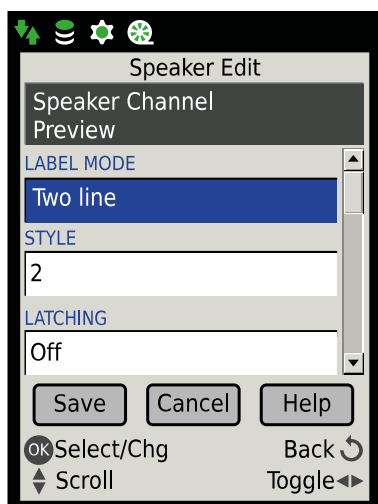 Speaker Edit
Speaker Channel
Preview
LABEL MODE
Two line
STYLE
2
LATCHING
Off
Save Cancel Help
OK Select/Chg Back
Scroll Toggle